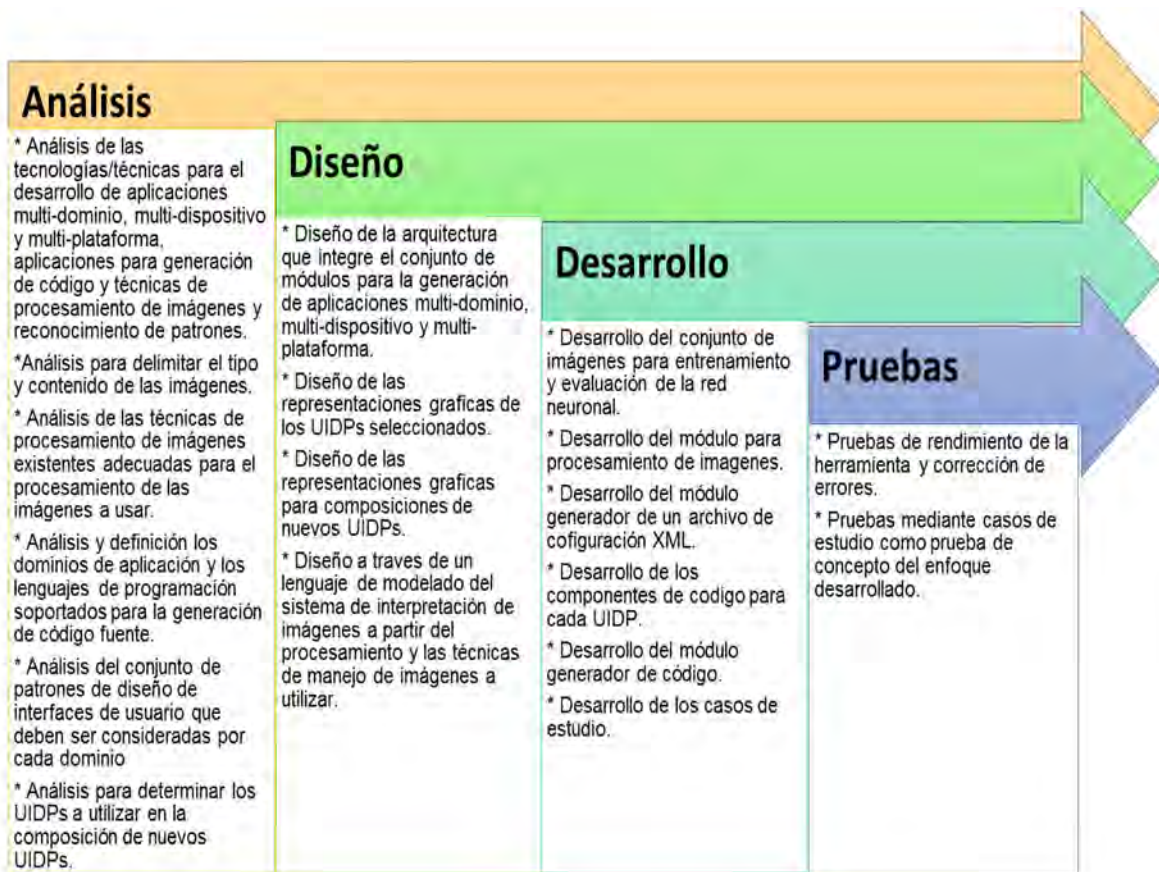 Análisis
* Análisis de las
tecnologías/técnicas para el
desarrollo de aplicaciones
multi-dominio, multi-dispositivo
y multi-plataforma,
aplicaciones para generación
de código y técnicas de
procesamiento de imágenes y
reconocimiento de patrones.
*Análisis para delimitar el tipo
y contenido de las imágenes.
* Análisis de las técnicas de
procesamiento de imágenes
existentes adecuadas para el
procesamiento de las
imágenes a usar.
* Análisis y definición los
dominios de aplicación y los
lenguajes de programación
soportados para la generación
de código fuente.
* Análisis del conjunto de
patrones de diseño de
interfaces de usuario que
deben ser consideradas por
cada dominio
* Análisis para determinar los
UIDPs a utilizar en la
composición de nuevos
UIDPs.
Diseño
* Diseño de la arquitectura
que integre el conjunto de
módulos para la generación
de aplicaciones multi-dominio,
multi-dispositivo y multi-
plataforma.
* Diseño de las
representaciones graficas de
los UIDPs seleccionados.
* Diseño de las
representaciones graficas
para composiciones de
nuevos UIDPs.
* Diseño a traves de un
lenguaje de modelado del
sistema de interpretación de
imágenes a partir del
procesamiento y las técnicas
de manejo de imágenes a
utilizar.
Desarrollo
* Desarrollo del conjunto de
imágenes para entrenamiento
y evaluación de la red
neuronal.
* Desarrollo del módulo para
procesamiento de imagenes.
* Desarrollo del módulo
generador de un archivo de
cofiguración XML.
* Desarrollo de los
componentes de codigo para
cada UIDP.
* Desarrollo del módulo
generador de código.
* Desarrollo de los casos de
estudio.
Pruebas
* Pruebas de rendimiento de la
herramienta y corrección de
errores.
* Pruebas mediante casos de
estudio como prueba de
concepto del enfoque
desarrollado.